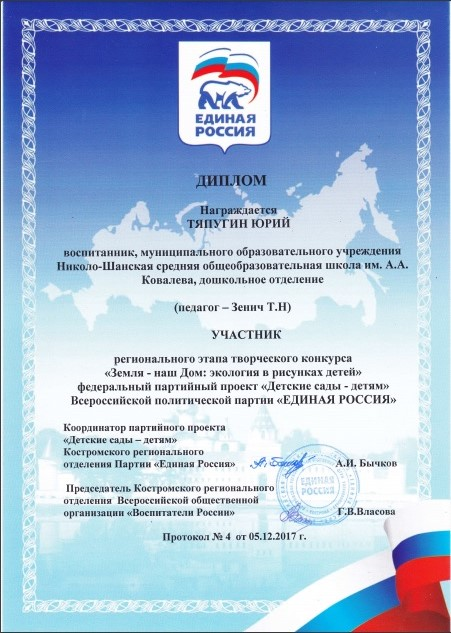 ЕДИНАЯ
РОССИЯ
ДИПЛОМ
Награждается
ТЯПУГИН ЮРИЙ
воспитанник, муниципального образовательного учреждения
Николо-Шанская средняя общеобразовательная школа им. А.А.
Ковалева, дошкольное отделение
(педагог – Зенич Т.Н)
УЧАСТНИК
регионального этапа творческого конкурса
«Земля - наш Дом: экология в рисунках детей»
федеральный партийный проект «Детские сады - детям»
Всероссийской политической партии «ЕДИНАЯ РОССИЯ»
Координатор партийного проекта
«Детские сады – детям»
Костромского регионального
отделения Партии «Единая Россия»
А.И. Бычков
Председатель Костромского регионального
отделения Всероссийской общественной
организации «Воспитатели России»
Г.В.Власова
ЕДИНАЯ
РОССИЯ
Протокол № 4 от 05.12.2017 г.